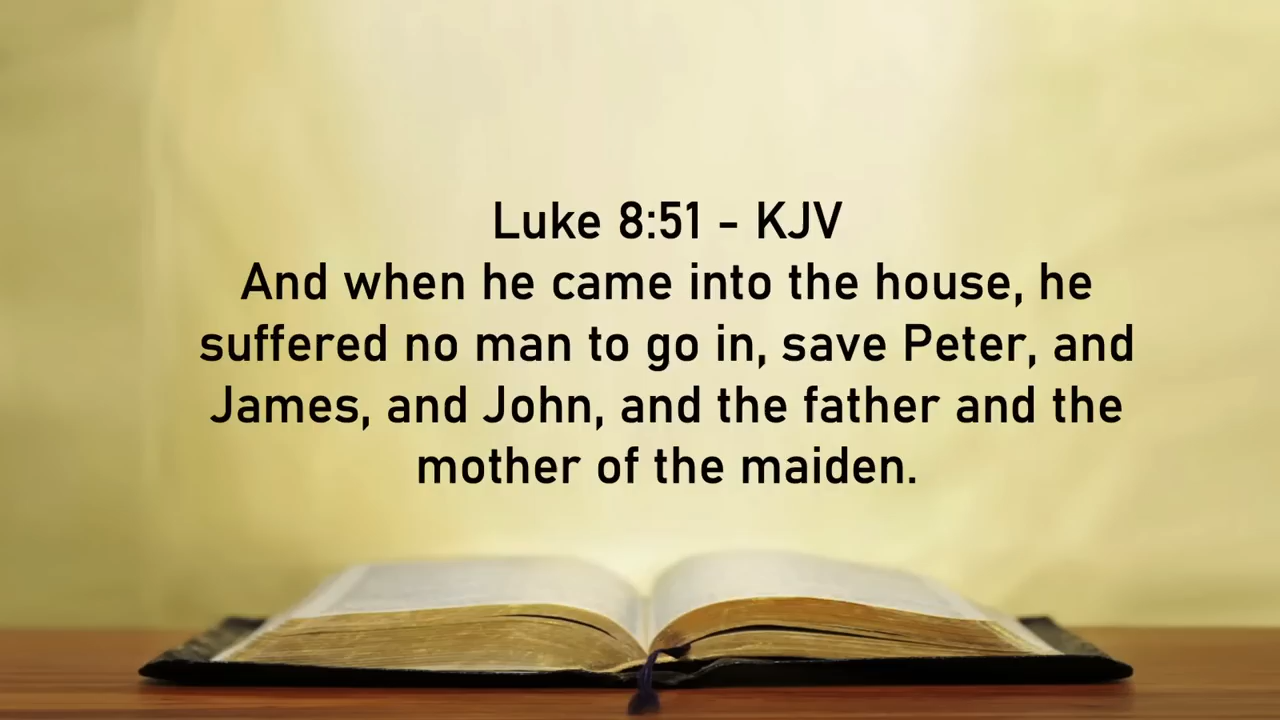 Luke 8:51 - KJV
And when he came into the house, he
suffered no man to go in, save Peter, and
James, and John, and the father and the
mother of the maiden.